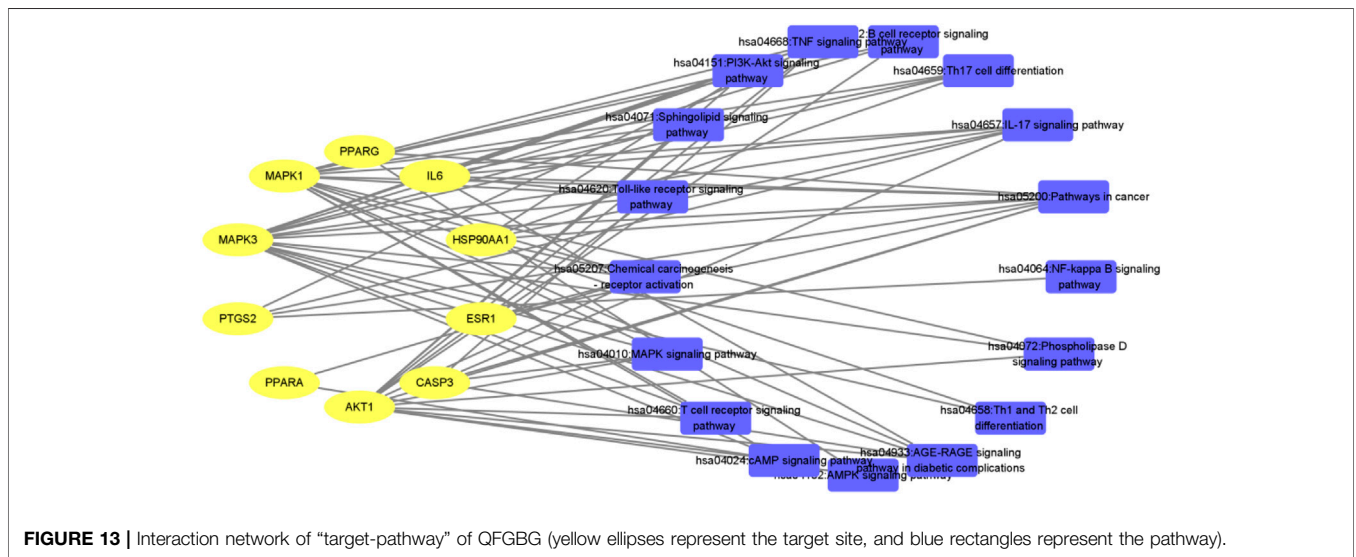 hsa04668:TNF signaling pathway
2:B cell receptor signaling
pathway
hsa04151:PI3K-Akt signaling
pathway
hsa04659:Th17 cell differentiation
hsa04071:Sphingolipid signaling
pathway
hsa04657:IL-17 signaling pathway
PPARG
MAPK1
IL6
hsa04620:Toll-like receptor signaling
pathway
hsa05200:Pathways in cancer
MAPK3
HSP90AA1
hsa05207:Chemical carcinogenesis
- receptor activation
hsa04064:NF-kappa B signaling
pathway
PTGS2
ESR1
hsa04010:MAPK signaling pathway
hsa04072:Phospholipase D
signaling pathway
PPARA
CASP3
AKT1
hsa04660:T cell receptor signaling
pathway
hsa04658:Th1 and Th2 cell
differentiation
hsa04024:cAMP signaling pathway
hsa04933:AGE-RAGE signaling
pathway in diabetic complications
AMPK signaling pathway
FIGURE 13 | Interaction network of “target-pathway” of QFGBG (yellow ellipses represent the target site, and blue rectangles represent the pathway).